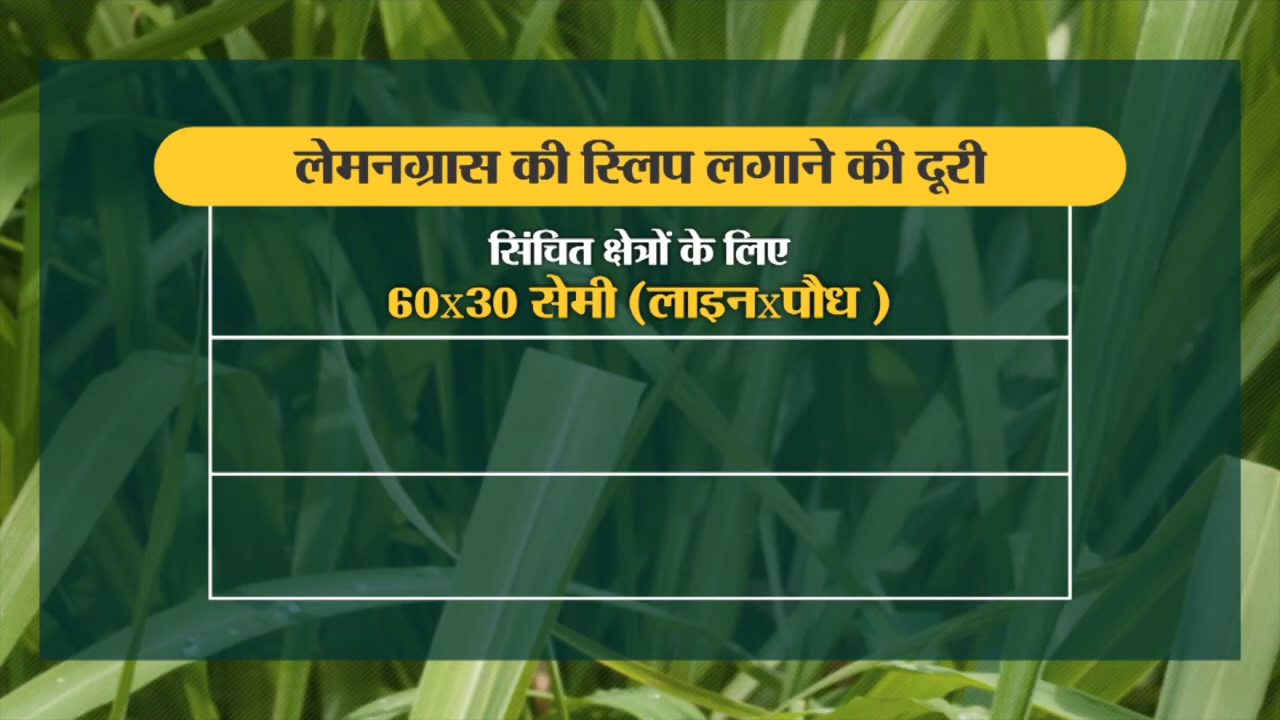 लेमनग्रास की स्लिप लगाने की दूरी
सिंचित क्षेत्रों के लिए
60x30 सेमी (लाइनxपौध )